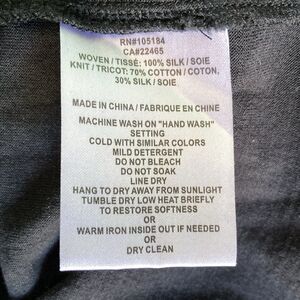 RN#105184
CA#22465
WOVEN / TISSÉ: 100% SILK / SOIE
KNIT / TRICOT: 70% COTTON / COTON,
30% SILK / SOIE
MADE IN CHINA / FABRIQUE EN CHINE
MACHINE WASH ON "HAND WASH"
SETTING
COLD WITH SIMILAR COLORS
MILD DETERGENT
DO NOT BLEACH
DO NOT SOAK
LINE DRY
HANG TO DRY AWAY FROM SUNLIGHT
TUMBLE DRY LOW HEAT BRIEFLY
TO RESTORE SOFTNESS
OR
WARM IRON INSIDE OUT IF NEEDED
OR
DRY CLEAN